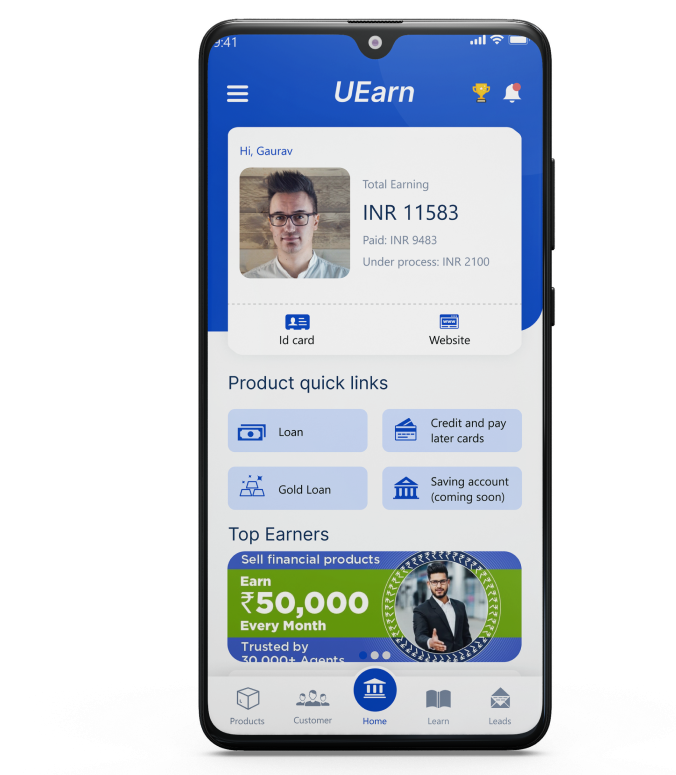 9:41
UEarn
Hi, Gaurav
Total Earning
INR 11583
Paid: INR 9483
Under process: INR 2100
Id card
www
Website
Product quick links
Loan
Credit and pay
later cards
Gold Loan
Saving account
(coming soon)
Top Earners
Sell financial products
Earn
₹50,000
Every Month
Trusted by
30,000+ Agents
Products
Customer
Home
Learn
Leads